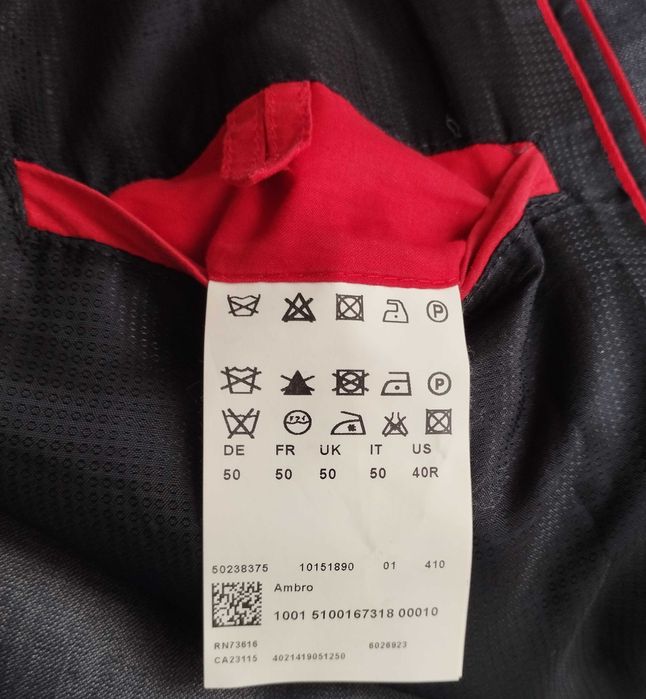 P
P
DE FR UK IT US
50 50 50 50 40R
50238375 10151890 01 410
Ambro
1001 5100167318 00010
RN73616 6026923
CA23115 4021419051250